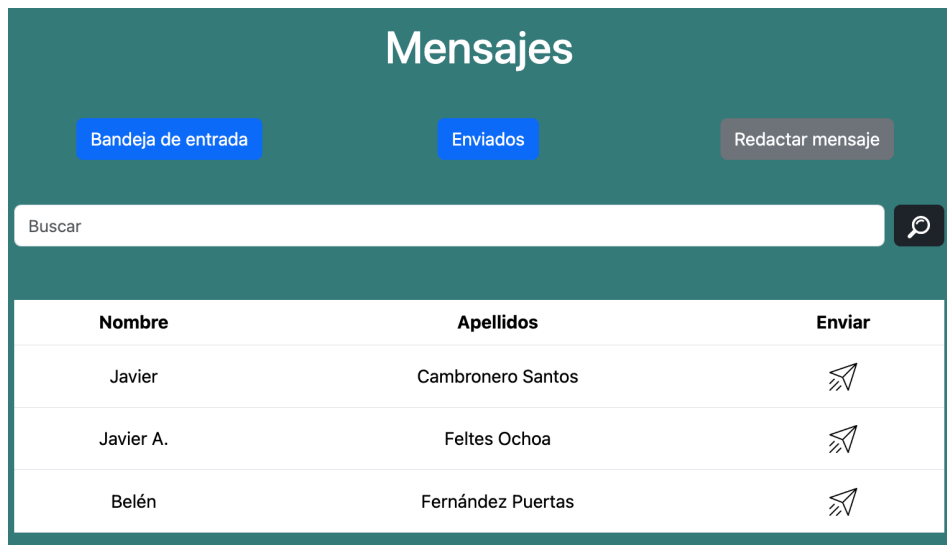 Mensajes
Bandeja de entrada Enviados Redactar mensaje
Buscar
Nombre Apellidos Enviar
Javier Cambronero Santos
Javier A. Feltes Ochoa
Belén Fernández Puertas